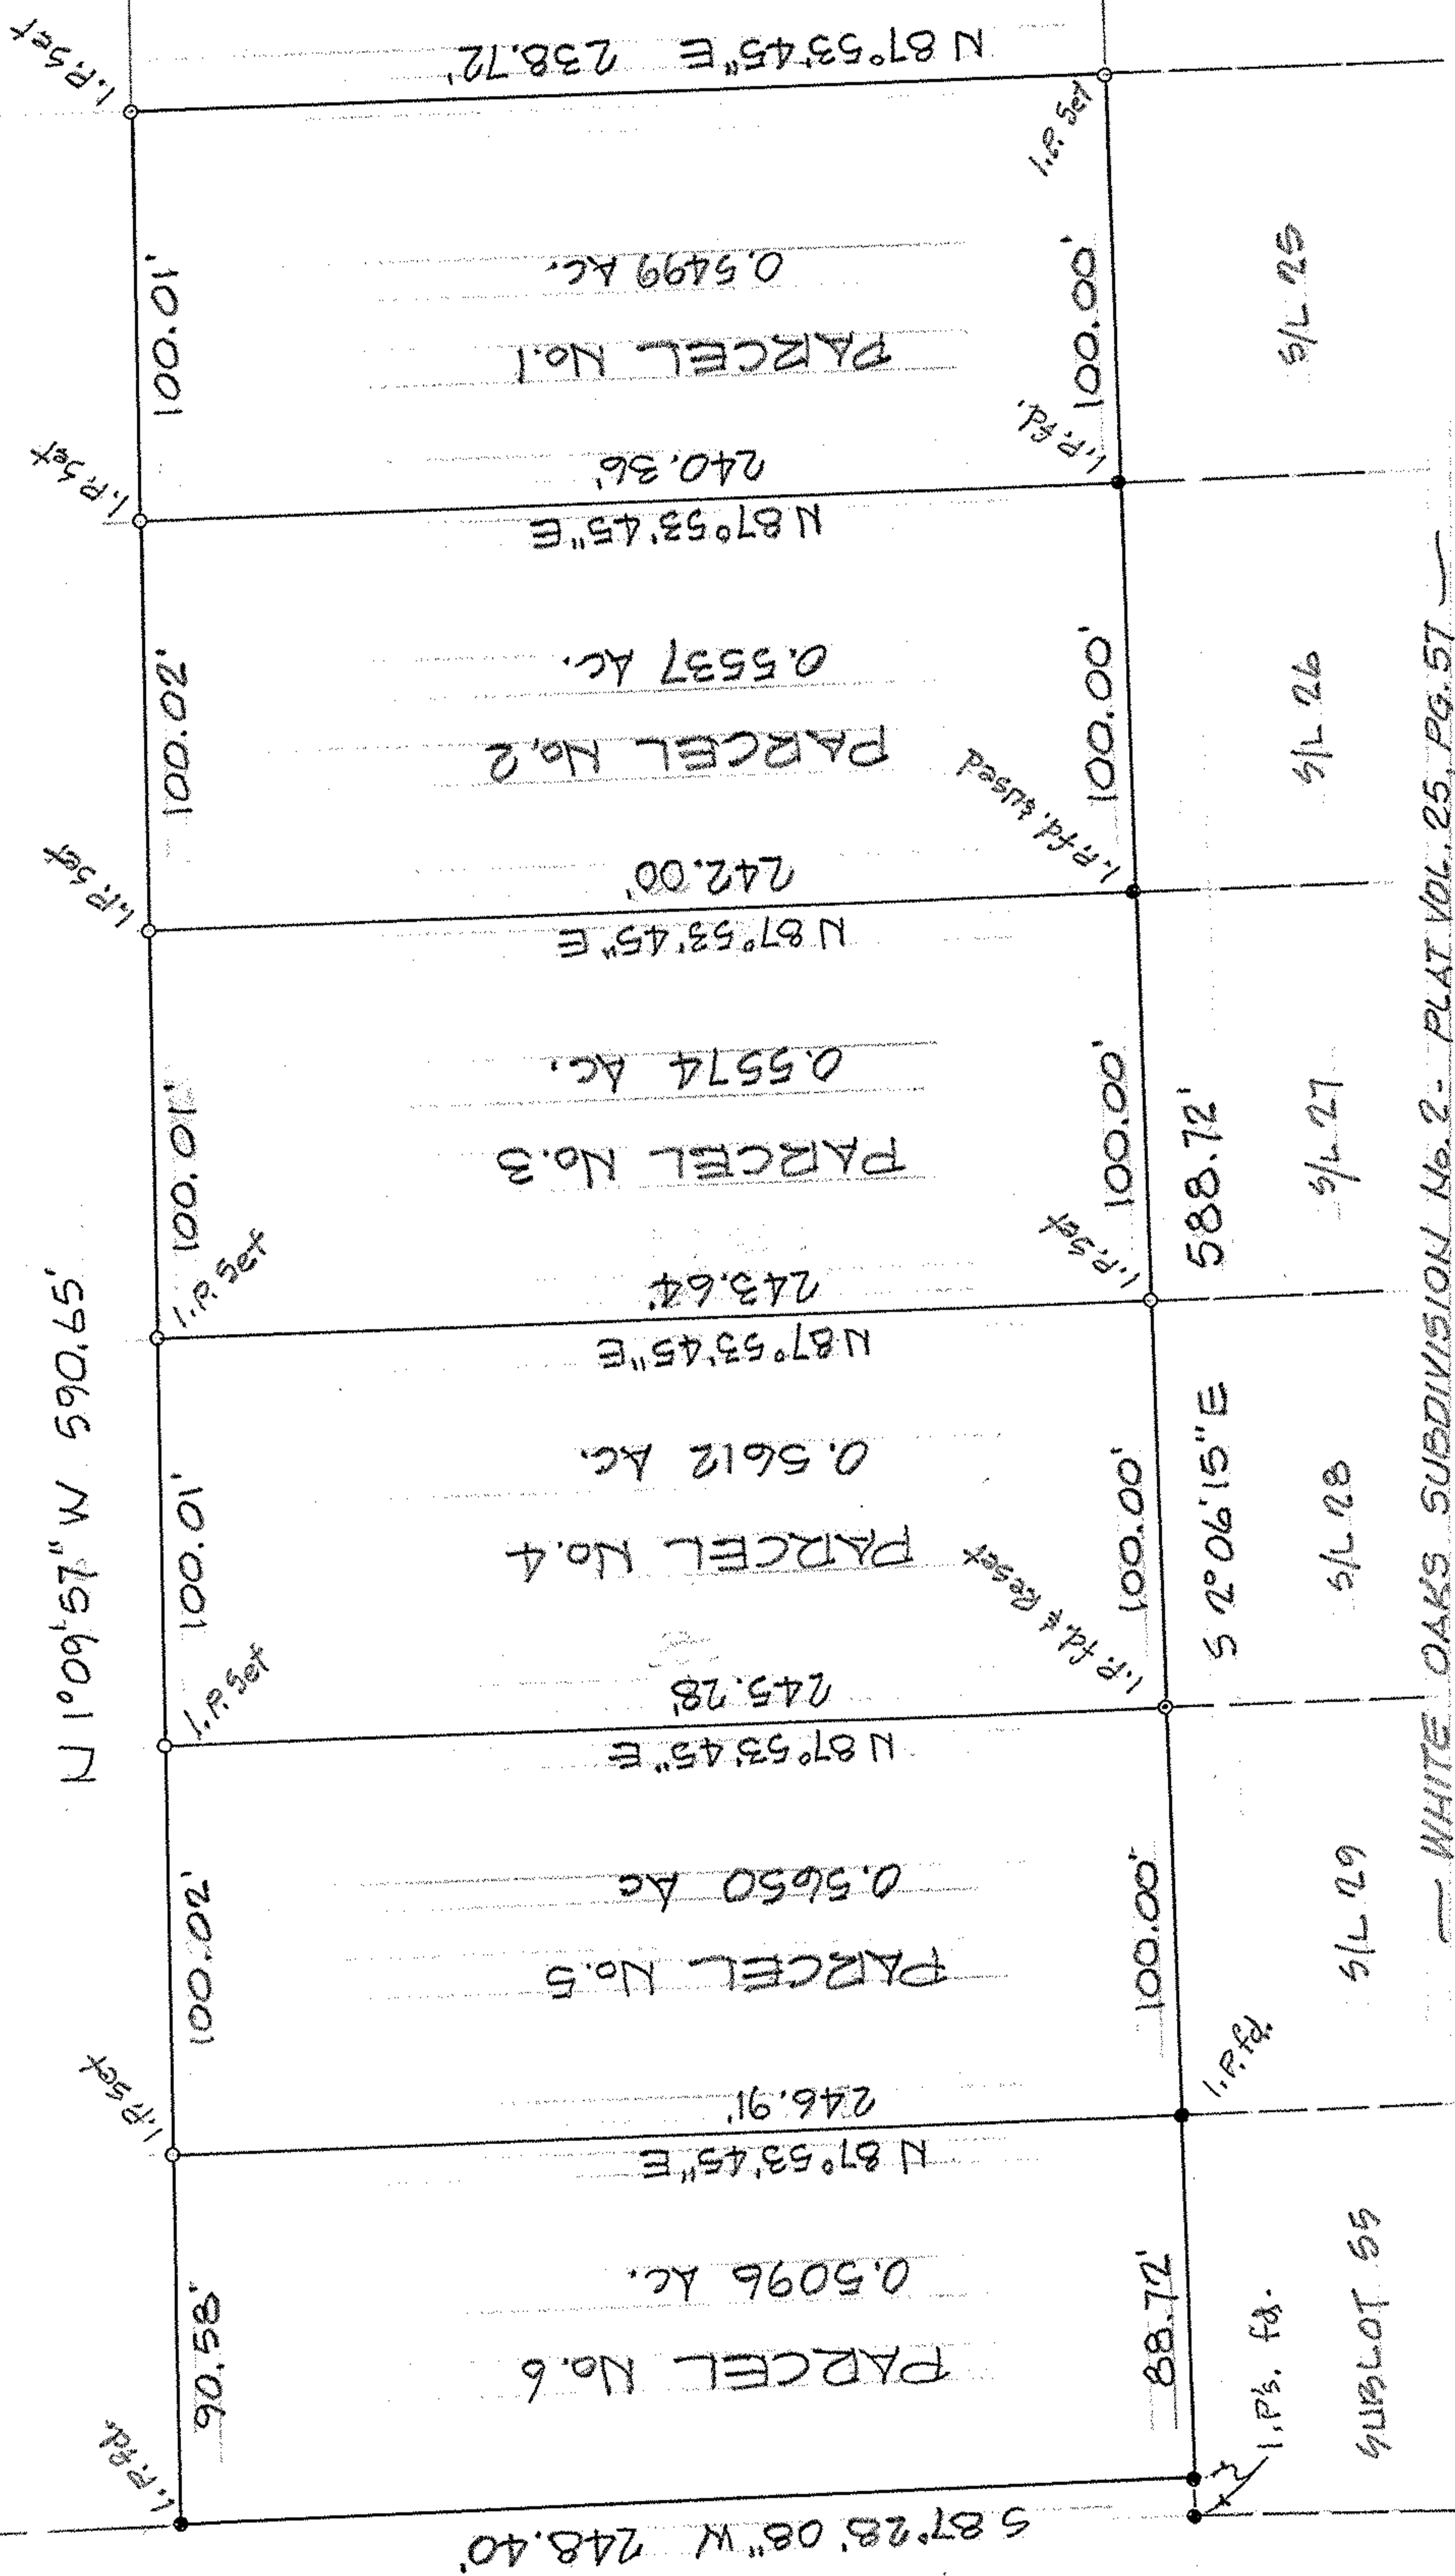 I.P. Set
N 87°53'45"E 238.72'
I.P. Set
100.01'
0.5499 Ac.
PARCEL No.1
100.00'
S/L 25
I.P. Set
240.36'
I.P. fd.
N 87°53'45"E
100.02'
0.5537 Ac.
PARCEL No.2
100.00'
S/L 26
I.P. Set
242.00'
I.P. fd. & used
N 87°53'45"E
100.01'
0.5574 Ac.
PARCEL No.3
100.00'
S/L 27
I.P. Set
243.64'
I.P. Set
N 87°53'45"E
588.72'
N 1°09'57"W 590.65'
100.01'
0.5612 Ac.
PARCEL No.4
100.00'
S 2°06'15"E
S/L 28
I.P. Set
245.28'
I.P. fd. & Reset
N 87°53'45"E
100.02'
0.5650 Ac
PARCEL No.5
100.00'
S/L 29
I.P. Set
246.91'
I.P. fd.
N 87°53'45"E
90.58'
0.5096 Ac.
PARCEL No.6
88.72'
I.P's. fd.
SUBLOT 55
I.P. fd.
S 87°28'08"W 248.40'
WHITE OAKS SUBDIVISION No.2 - PLAT VOL. 25, PG. 57